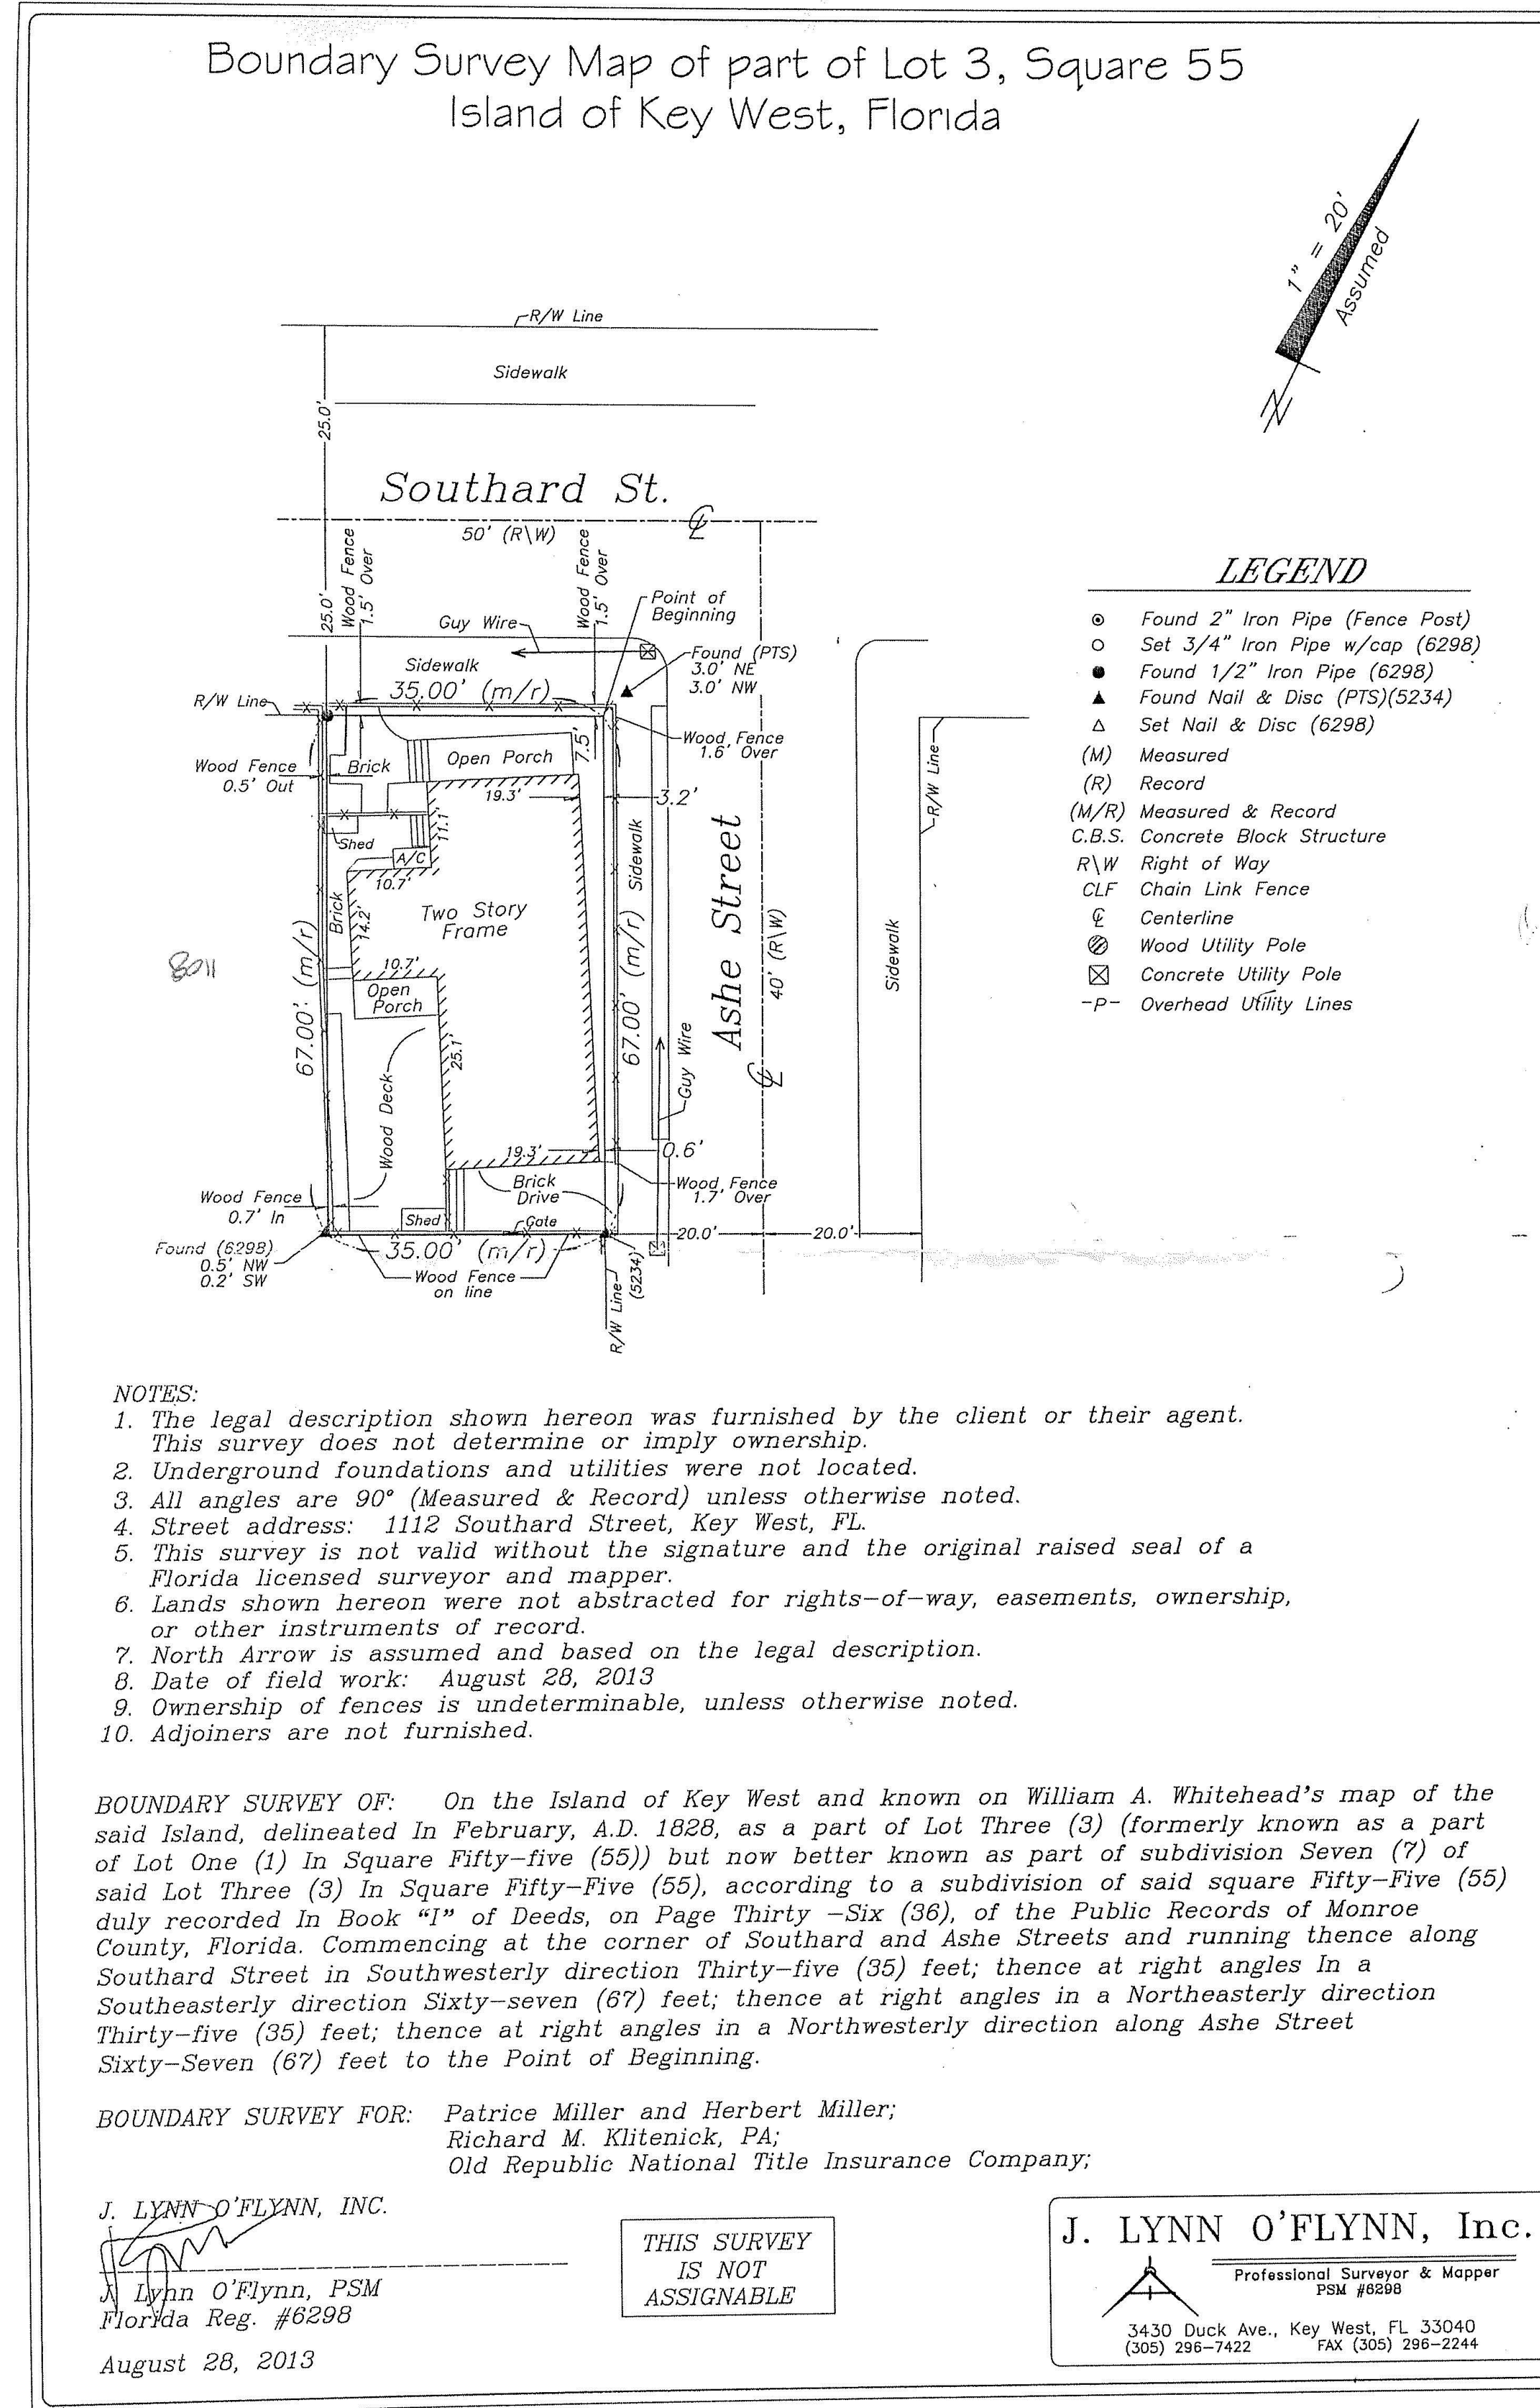 Boundary Survey Map of part of Lot 3, Square 55
Island of Key West, Florida
1" = 20'
Assumed
N
R/W Line
Sidewalk
25.0'
Southard St.
℄
50' (R\W)
25.0'
Wood Fence
1.5' Over
Wood Fence
1.5' Over
Point of
Beginning
Guy Wire
Found (PTS)
3.0' NE
3.0' NW
Sidewalk
35.00' (m/r)
R/W Line
Wood Fence
1.6' Over
Wood Fence
0.5' Out
Brick
Open Porch
7.5'
19.3'
3.2'
R/W Line
Shed
11.1'
A/C
10.7'
Sidewalk
Ashe Street
40' (R\W)
Brick
14.2'
Two Story
Frame
67.00' (m/r)
67.00' (m/r)
10.7'
Open
Porch
Sidewalk
25.1'
Wood Deck
Guy Wire
℄
19.3'
0.6'
Brick
Drive
Wood Fence
1.7' Over
Wood Fence
0.7' In
Shed
Gate
20.0'
20.0'
Found (6298)
0.5' NW
0.2' SW
35.00' (m/r)
Wood Fence
on line
R/W Line
(5234)
LEGEND
Found 2" Iron Pipe (Fence Post)
Set 3/4" Iron Pipe w/cap (6298)
Found 1/2" Iron Pipe (6298)
Found Nail & Disc (PTS)(5234)
Set Nail & Disc (6298)
(M) Measured
(R) Record
(M/R) Measured & Record
C.B.S. Concrete Block Structure
R\W Right of Way
CLF Chain Link Fence
℄ Centerline
Wood Utility Pole
Concrete Utility Pole
-P- Overhead Utility Lines
NOTES:
1. The legal description shown hereon was furnished by the client or their agent.
This survey does not determine or imply ownership.
2. Underground foundations and utilities were not located.
3. All angles are 90° (Measured & Record) unless otherwise noted.
4. Street address: 1112 Southard Street, Key West, FL.
5. This survey is not valid without the signature and the original raised seal of a
Florida licensed surveyor and mapper.
6. Lands shown hereon were not abstracted for rights-of-way, easements, ownership,
or other instruments of record.
7. North Arrow is assumed and based on the legal description.
8. Date of field work: August 28, 2013
9. Ownership of fences is undeterminable, unless otherwise noted.
10. Adjoiners are not furnished.
BOUNDARY SURVEY OF: On the Island of Key West and known on William A. Whitehead's map of the
said Island, delineated In February, A.D. 1828, as a part of Lot Three (3) (formerly known as a part
of Lot One (1) In Square Fifty-five (55)) but now better known as part of subdivision Seven (7) of
said Lot Three (3) In Square Fifty-Five (55), according to a subdivision of said square Fifty-Five (55)
duly recorded In Book "I" of Deeds, on Page Thirty -Six (36), of the Public Records of Monroe
County, Florida. Commencing at the corner of Southard and Ashe Streets and running thence along
Southard Street in Southwesterly direction Thirty-five (35) feet; thence at right angles In a
Southeasterly direction Sixty-seven (67) feet; thence at right angles in a Northeasterly direction
Thirty-five (35) feet; thence at right angles in a Northwesterly direction along Ashe Street
Sixty-Seven (67) feet to the Point of Beginning.
BOUNDARY SURVEY FOR: Patrice Miller and Herbert Miller;
Richard M. Klitenick, PA;
Old Republic National Title Insurance Company;
J. LYNN O'FLYNN, INC.
J. Lynn O'Flynn, PSM
Florida Reg. #6298
August 28, 2013
THIS SURVEY
IS NOT
ASSIGNABLE
J. LYNN O'FLYNN, Inc.
Professional Surveyor & Mapper
PSM #6298
3430 Duck Ave., Key West, FL 33040
(305) 296-7422 FAX (305) 296-2244